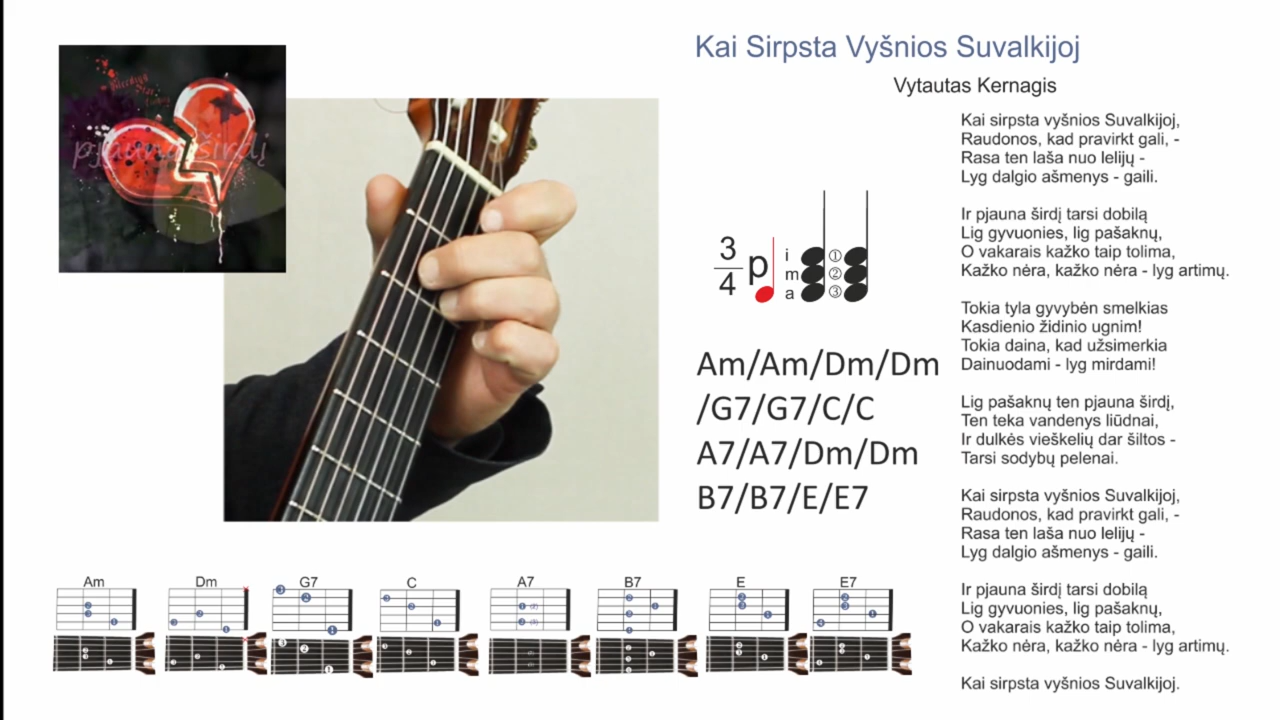 Kai Sirpsta Vyšnios Suvalkijoj
Vytautas Kernagis
pjauna širdį
3/4 p i m a ① ② ③
Am/Am/Dm/Dm
/G7/G7/C/C
A7/A7/Dm/Dm
B7/B7/E/E7
Kai sirpsta vyšnios Suvalkijoj,
Raudonos, kad pravirkt gali, -
Rasa ten laša nuo lelijų -
Lyg dalgio ašmenys - gaili.
Ir pjauna širdį tarsi dobilą
Lig gyvuonies, lig pašaknų,
O vakarais kažko taip tolima,
Kažko nėra, kažko nėra - lyg artimų.
Tokia tyla gyvybėn smelkias
Kasdienio židinio ugnim!
Tokia daina, kad užsimerkia
Dainuodami - lyg mirdami!
Lig pašaknų ten pjauna širdį,
Ten teka vandenys liūdnai,
Ir dulkės vieškelių dar šiltos -
Tarsi sodybų pelenai.
Kai sirpsta vyšnios Suvalkijoj,
Raudonos, kad pravirkt gali, -
Rasa ten laša nuo lelijų -
Lyg dalgio ašmenys - gaili.
Ir pjauna širdį tarsi dobilą
Lig gyvuonies, lig pašaknų,
O vakarais kažko taip tolima,
Kažko nėra, kažko nėra - lyg artimų.
Kai sirpsta vyšnios Suvalkijoj.
Am Dm G7 C A7 B7 E E7